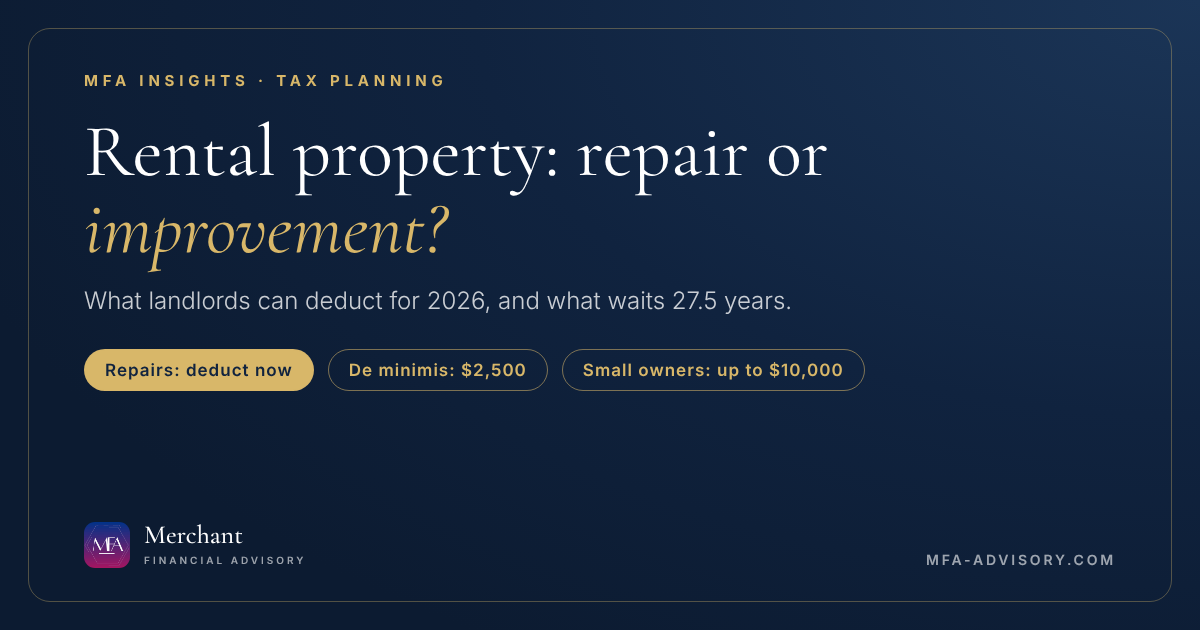 MFA INSIGHTS · TAX PLANNING
Rental property: repair or
improvement?
What landlords can deduct for 2026, and what waits 27.5 years.
Repairs: deduct now
De minimis: $2,500
Small owners: up to $10,000
MFA
Merchant
FINANCIAL ADVISORY
MFA-ADVISORY.COM